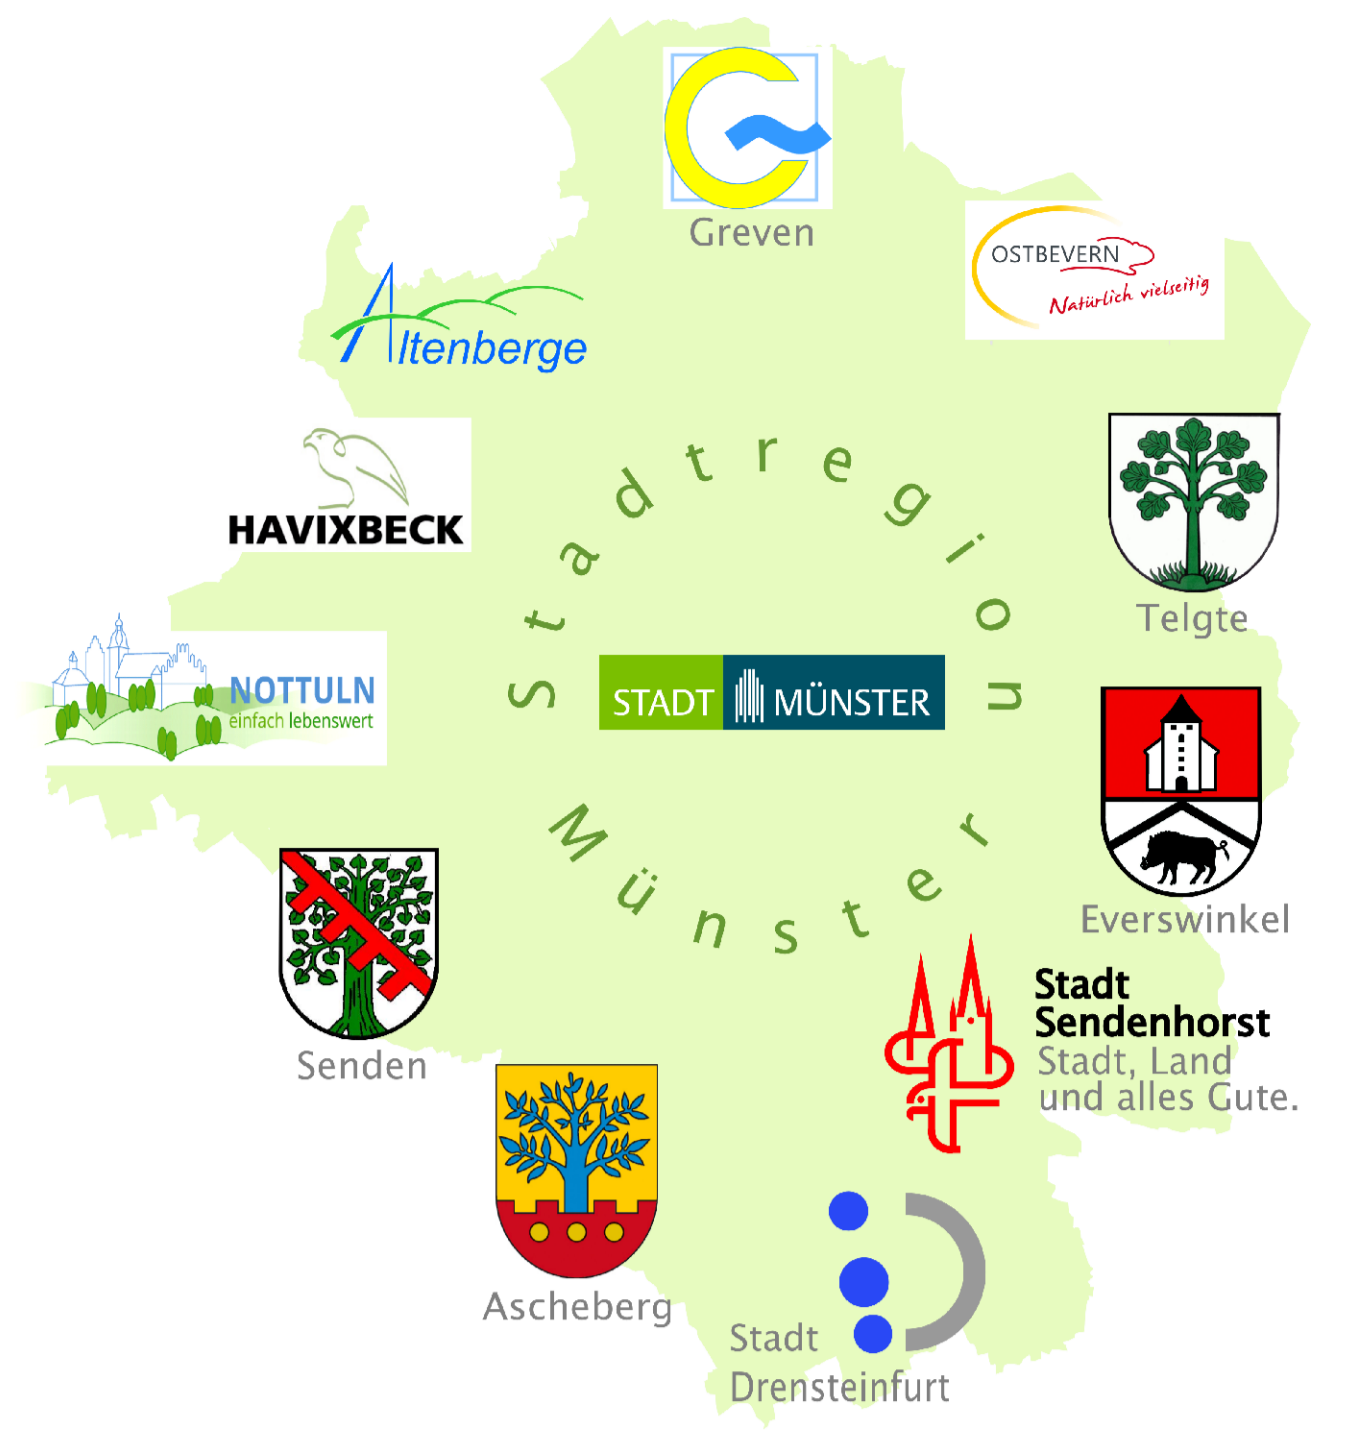 Greven
OSTBEVERN
Natürlich vielseitig
Altenberge
HAVIXBECK
Telgte
Stadtregion
Münster
STADT MÜNSTER
NOTTULN
einfach lebenswert
Everswinkel
Senden
Stadt
Sendenhorst
Stadt, Land
und alles Gute.
Ascheberg
Stadt
Drensteinfurt